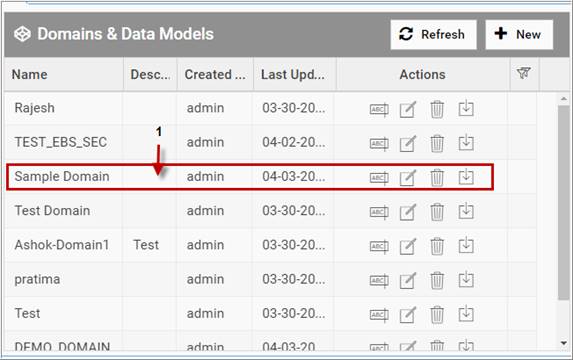 Domains & Data Models Refresh New
Name Desc... Created ... Last Upd... Actions
Rajesh admin 03-30-20...
1
TEST_EBS_SEC admin 04-02-20...
Sample Domain admin 04-03-20...
Test Domain admin 03-30-20...
Ashok-Domain1 Test admin 03-30-20...
pratima admin 03-30-20...
Test admin 03-30-20...
DEMO_DOMAIN admin 03-30-20...